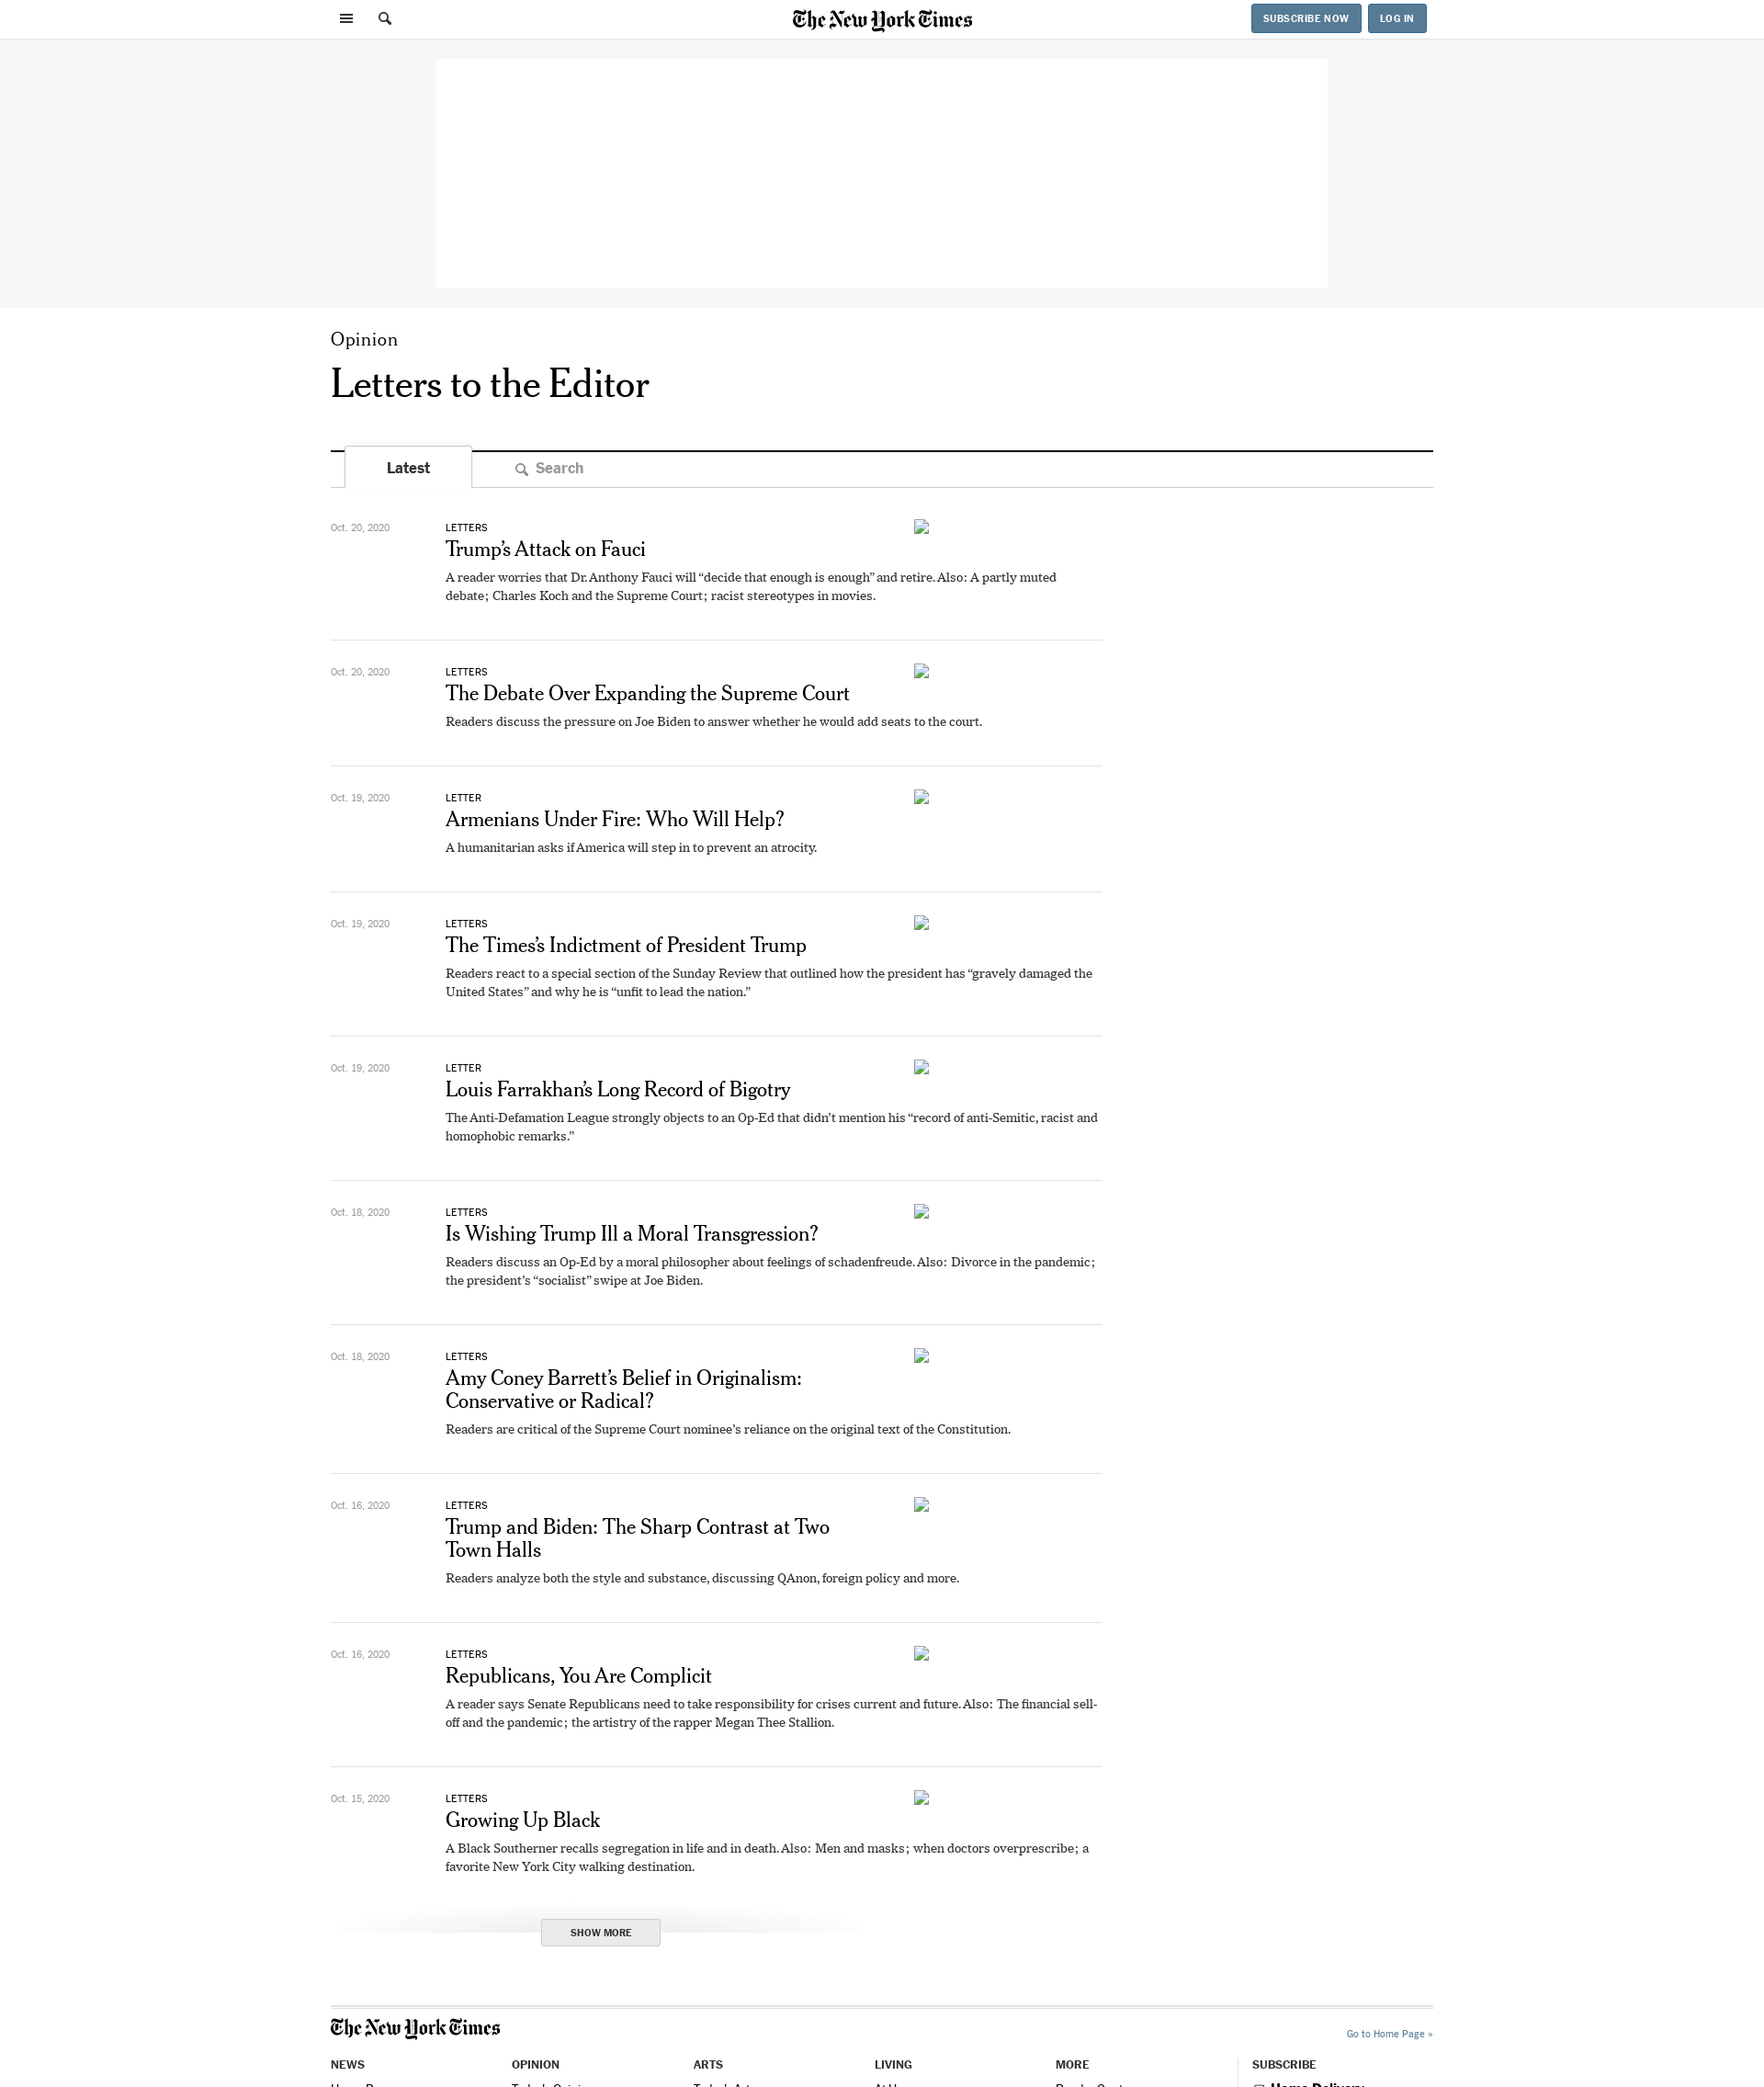 The New York Times
SUBSCRIBE NOW
LOG IN
Opinion
Letters to the Editor
Latest
Search
Oct. 20, 2020
LETTERS
Trump’s Attack on Fauci
A reader worries that Dr. Anthony Fauci will “decide that enough is enough” and retire. Also: A partly muted
debate; Charles Koch and the Supreme Court; racist stereotypes in movies.
Oct. 20, 2020
LETTERS
The Debate Over Expanding the Supreme Court
Readers discuss the pressure on Joe Biden to answer whether he would add seats to the court.
Oct. 19, 2020
LETTER
Armenians Under Fire: Who Will Help?
A humanitarian asks if America will step in to prevent an atrocity.
Oct. 19, 2020
LETTERS
The Times’s Indictment of President Trump
Readers react to a special section of the Sunday Review that outlined how the president has “gravely damaged the
United States” and why he is “unfit to lead the nation.”
Oct. 19, 2020
LETTER
Louis Farrakhan’s Long Record of Bigotry
The Anti-Defamation League strongly objects to an Op-Ed that didn’t mention his “record of anti-Semitic, racist and
homophobic remarks.”
Oct. 18, 2020
LETTERS
Is Wishing Trump Ill a Moral Transgression?
Readers discuss an Op-Ed by a moral philosopher about feelings of schadenfreude. Also: Divorce in the pandemic;
the president’s “socialist” swipe at Joe Biden.
Oct. 18, 2020
LETTERS
Amy Coney Barrett’s Belief in Originalism:
Conservative or Radical?
Readers are critical of the Supreme Court nominee’s reliance on the original text of the Constitution.
Oct. 16, 2020
LETTERS
Trump and Biden: The Sharp Contrast at Two
Town Halls
Readers analyze both the style and substance, discussing QAnon, foreign policy and more.
Oct. 16, 2020
LETTERS
Republicans, You Are Complicit
A reader says Senate Republicans need to take responsibility for crises current and future. Also: The financial sell-
off and the pandemic; the artistry of the rapper Megan Thee Stallion.
Oct. 15, 2020
LETTERS
Growing Up Black
A Black Southerner recalls segregation in life and in death. Also: Men and masks; when doctors overprescribe; a
favorite New York City walking destination.
SHOW MORE
The New York Times
Go to Home Page »
NEWS
OPINION
ARTS
LIVING
MORE
SUBSCRIBE
Home Delivery